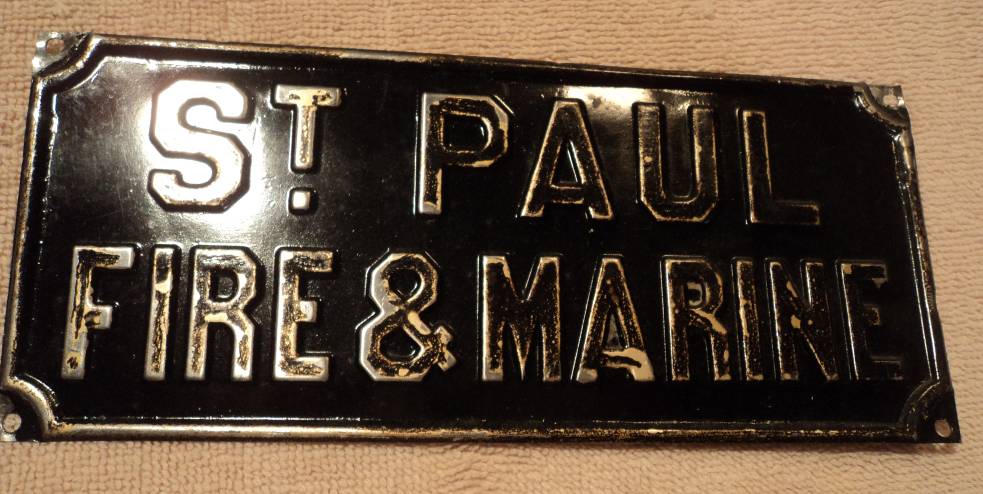 ST. PAUL
FIRE & MARINE